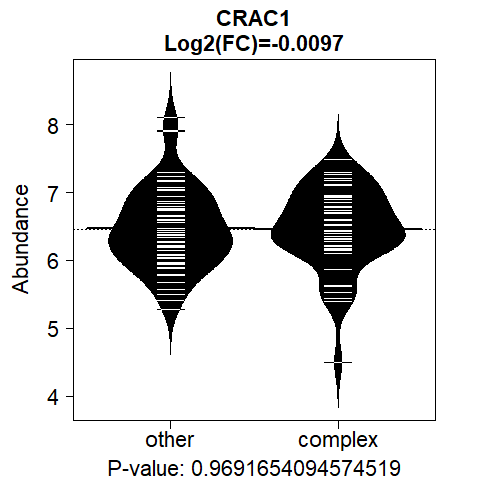 CRAC1
Log2(FC)=-0.0097
Abundance
8
7
6
5
4
other complex
P-value: 0.9691654094574519